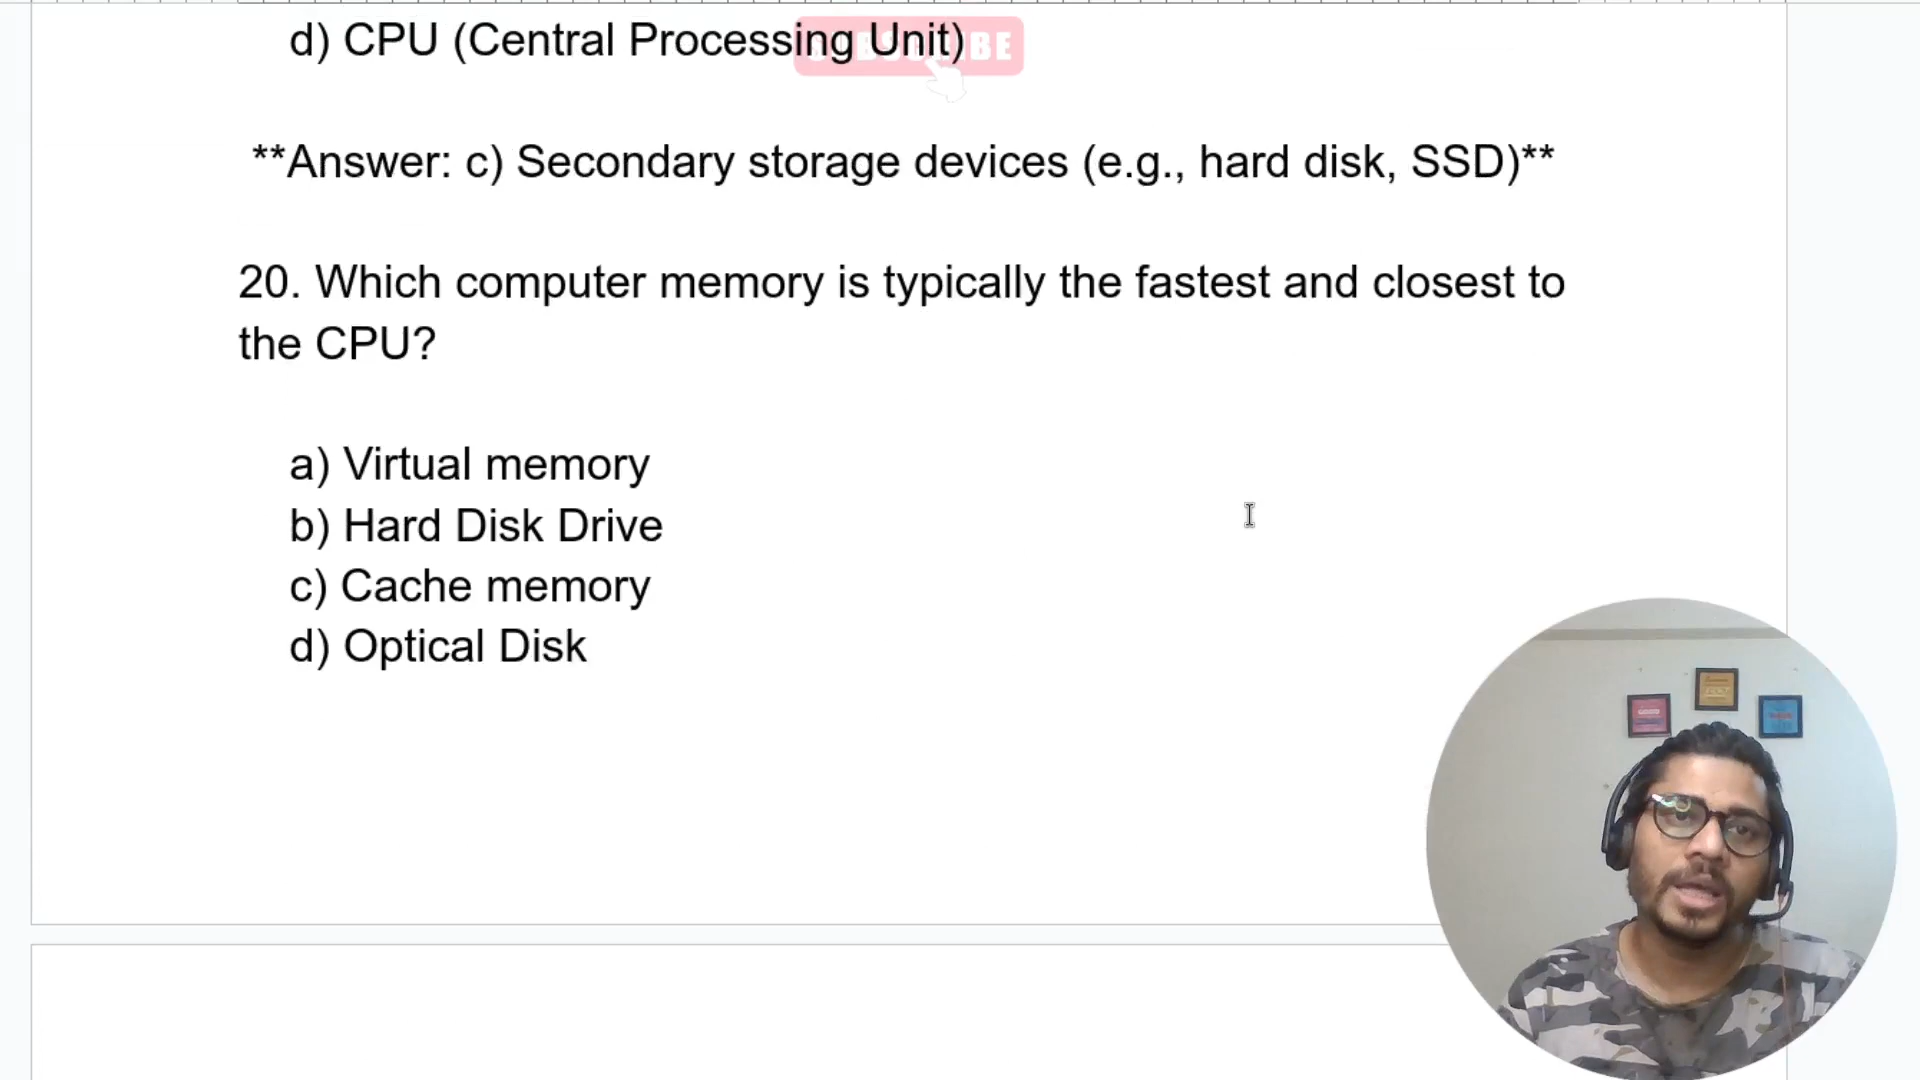 d) CPU (Central Processing Unit)
**Answer: c) Secondary storage devices (e.g., hard disk, SSD)**
20. Which computer memory is typically the fastest and closest to
the CPU?
a) Virtual memory
b) Hard Disk Drive
c) Cache memory
d) Optical Disk